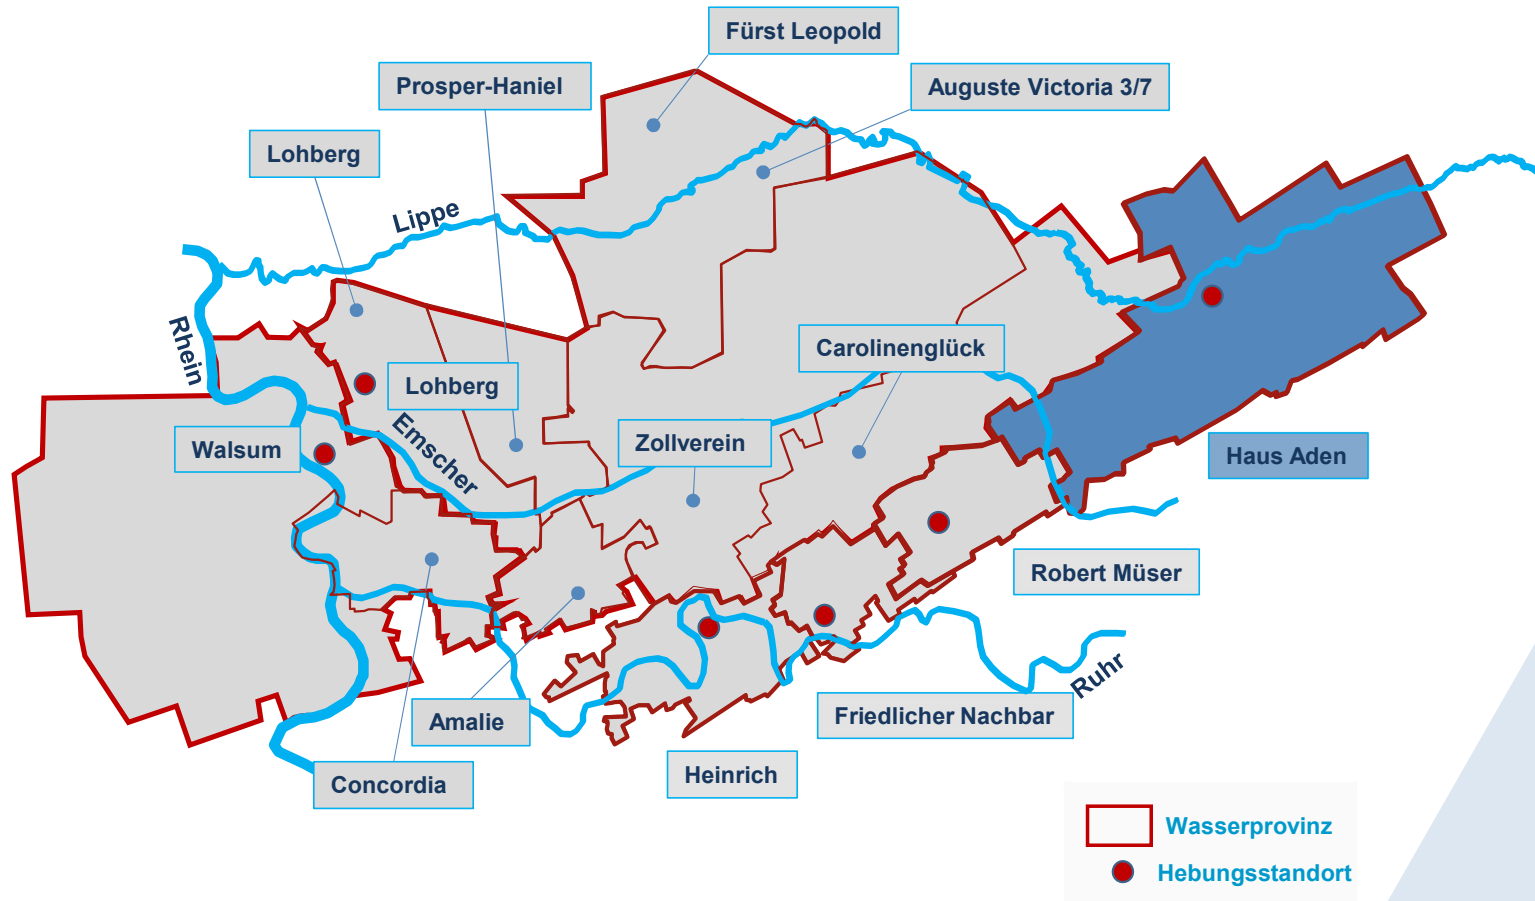 Fürst Leopold
Prosper-Haniel
Auguste Victoria 3/7
Lohberg
Lippe
Rhein
Carolinenglück
Lohberg
Emscher
Walsum
Zollverein
Haus Aden
Robert Müser
Ruhr
Amalie
Friedlicher Nachbar
Concordia
Heinrich
Wasserprovinz
Hebungsstandort